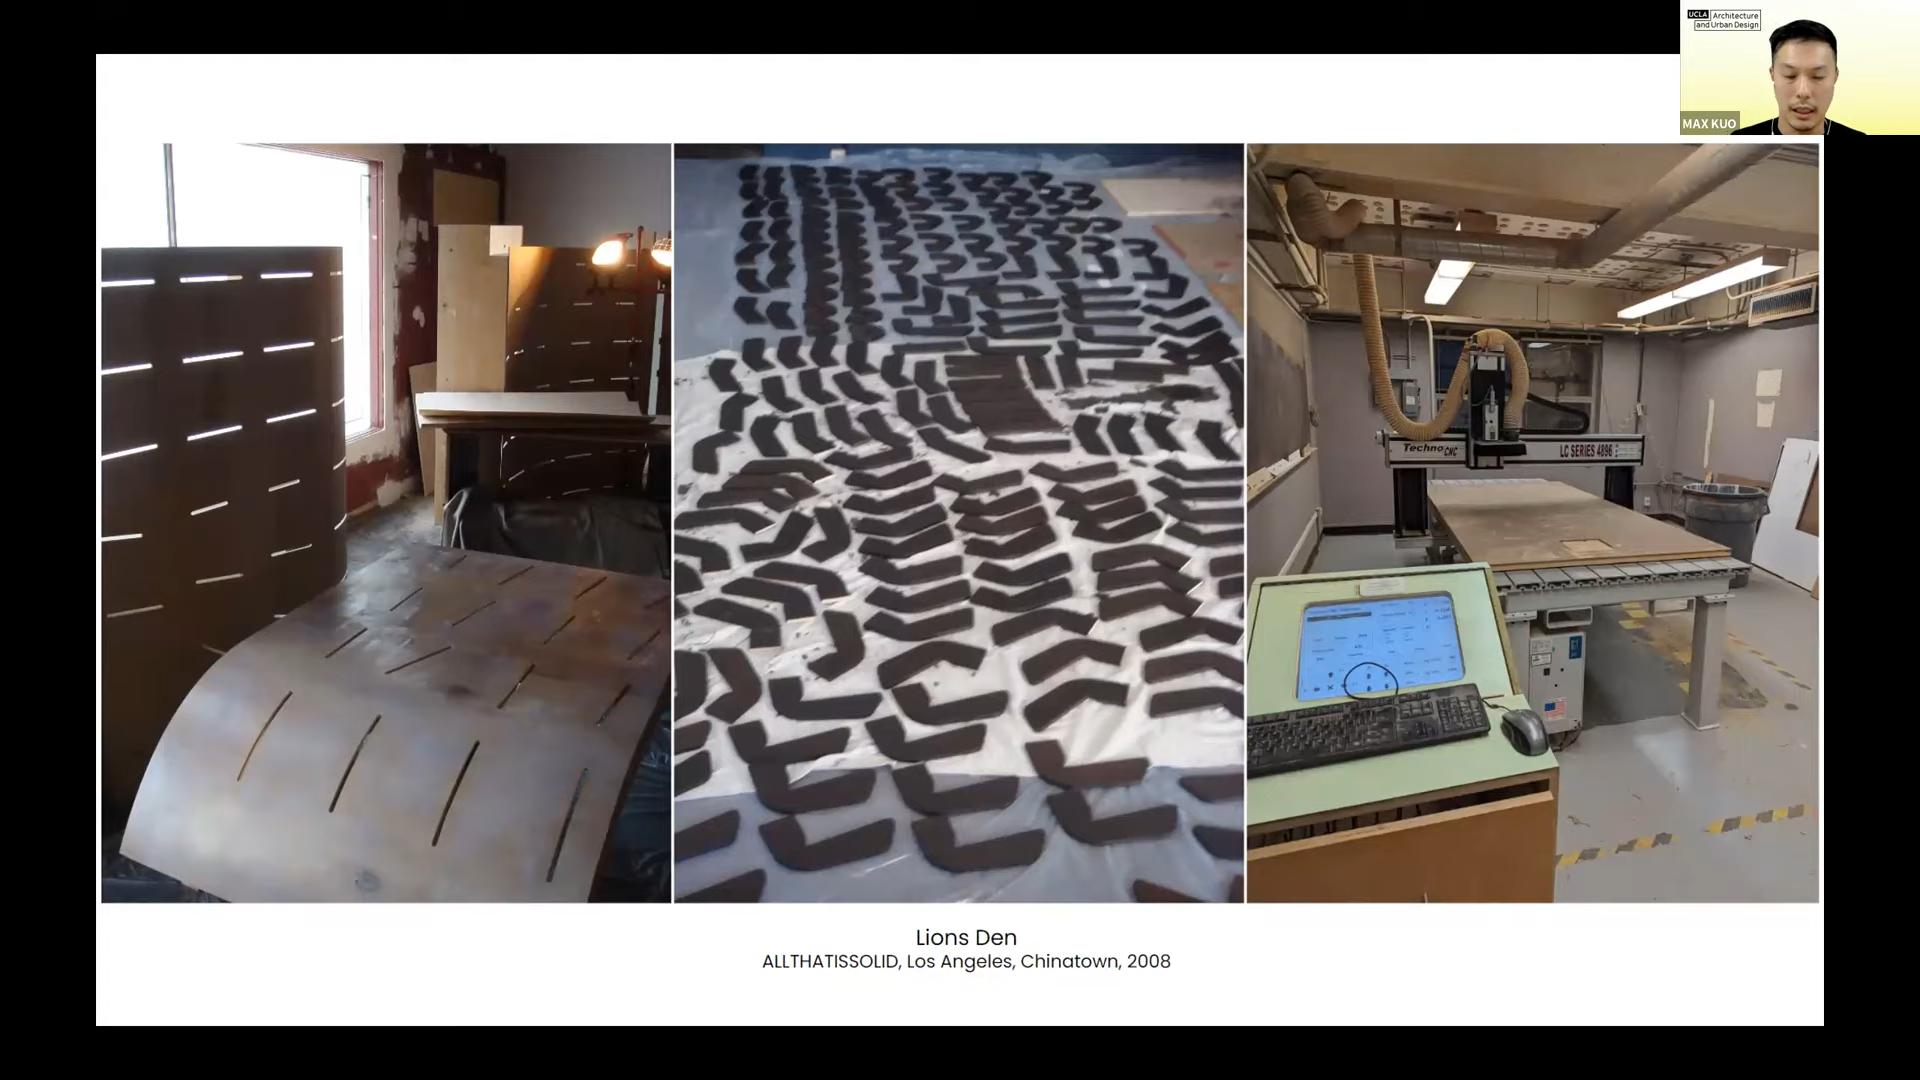 UCLA Architecture
and Urban Design
MAX KUO
Techno CNC
LC SERIES 4896
Lions Den
ALLTHATISSOLID, Los Angeles, Chinatown, 2008